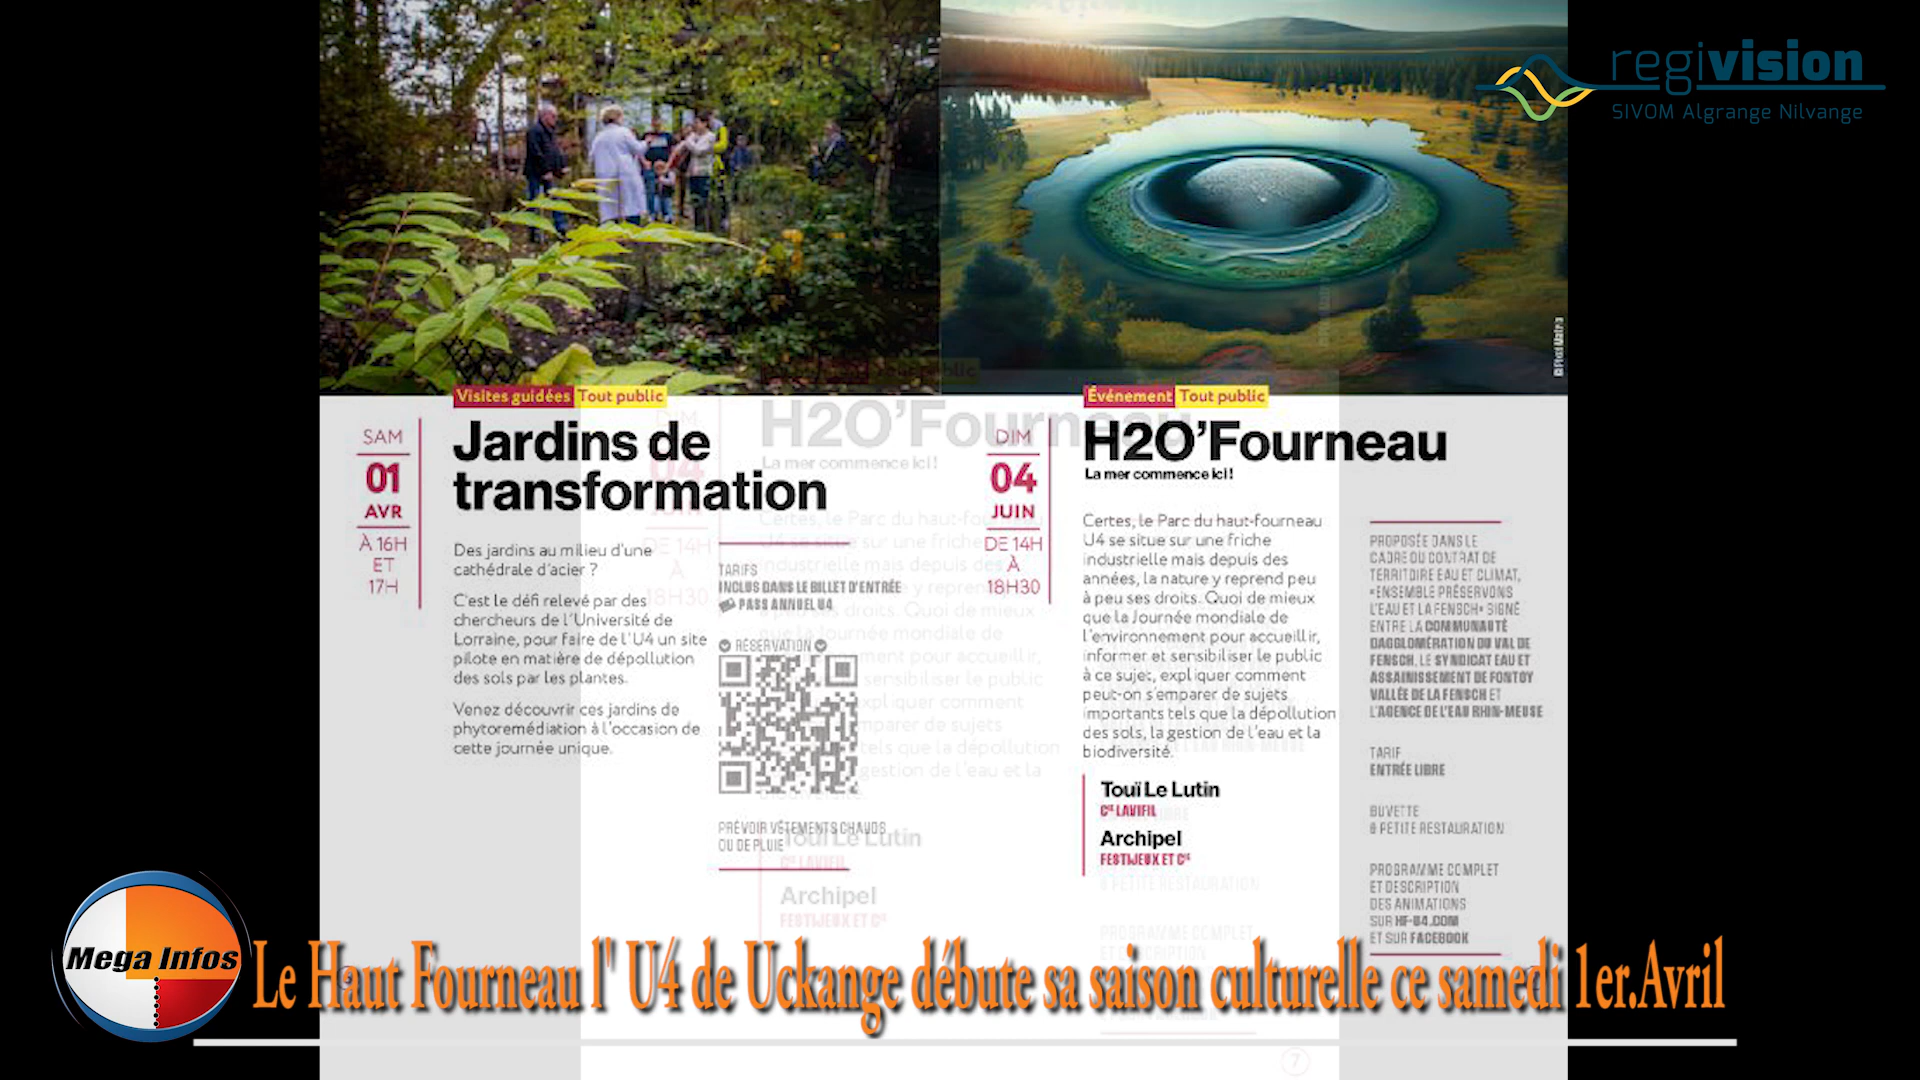 regivision
SIVOM Algrange Nilvange
Visites guidées Tout public
SAM
01
AVR
À 16H
ET
17H
Jardins de
transformation
Des jardins au milieu d'une
cathédrale d'acier ?
C'est le défi relevé par des
chercheurs de l'Université de
Lorraine, pour faire de l'U4 un site
pilote en matière de dépollution
des sols par les plantes.
Venez découvrir ces jardins de
phytoremédiation à l'occasion de
cette journée unique.
TARIFS
INCLUS DANS LE BILLET D'ENTRÉE
PASS ANNUEL U4
RÉSERVATION
PRÉVOIR VÊTEMENTS CHAUDS
OU DE PLUIE
Événement Tout public
DIM
04
JUIN
DE 14H
À
18H30
H2O'Fourneau
La mer commence ici !
Certes, le Parc du haut-fourneau
U4 se situe sur une friche
industrielle mais depuis des
années, la nature y reprend peu
à peu ses droits. Quoi de mieux
que la Journée mondiale de
l'environnement pour accueillir,
informer et sensibiliser le public
à ce sujet, expliquer comment
peut-on s'emparer de sujets
importants tels que la dépollution
des sols, la gestion de l'eau et la
biodiversité.
Touï Le Lutin
Cie LAVIFIL
Archipel
FESTIJEUX ET Cie
PROPOSÉE DANS LE
CADRE DU CONTRAT DE
TERRITOIRE EAU ET CLIMAT,
«ENSEMBLE PRÉSERVONS
L'EAU ET LA FENSCH» SIGNÉ
ENTRE LA COMMUNAUTÉ
DAGGLOMÉRATION DU VAL DE
FENSCH, LE SYNDICAT EAU ET
ASSAINISSEMENT DE FONTOY
VALLÉE DE LA FENSCH ET
L'AGENCE DE L'EAU RHIN-MEUSE
TARIF
ENTRÉE LIBRE
BUVETTE
& PETITE RESTAURATION
PROGRAMME COMPLET
ET DESCRIPTION
DES ANIMATIONS
SUR HF-U4.COM
ET SUR FACEBOOK
7
Mega Infos
Le Haut Fourneau l' U4 de Uckange débute sa saison culturelle ce samedi 1er.Avril